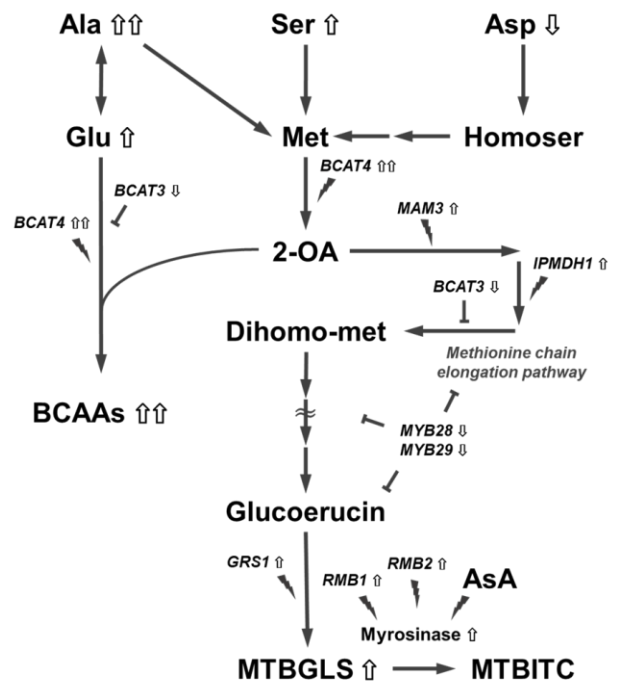 Ala ⇧⇧
Ser ⇧
Asp ⇩
Glu ⇧
Met
Homoser
BCAT4 ⇧⇧
BCAT3 ⇩
BCAT4 ⇧⇧
MAM3 ⇧
2-OA
IPMDH1 ⇧
BCAT3 ⇩
Dihomo-met
Methionine chain
elongation pathway
BCAAs ⇧⇧
MYB28 ⇩
MYB29 ⇩
Glucoerucin
GRS1 ⇧
RMB1 ⇧
RMB2 ⇧
AsA
Myrosinase ⇧
MTBGLS ⇧
MTBITC